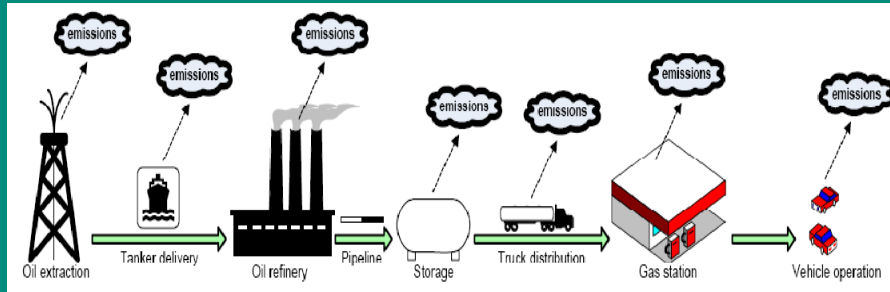 emissions
emissions
emissions
emissions
emissions
emissions
emissions
Oil extraction
Tanker delivery
Oil refinery
Pipeline
Storage
Truck distribution
Gas station
Vehicle operation